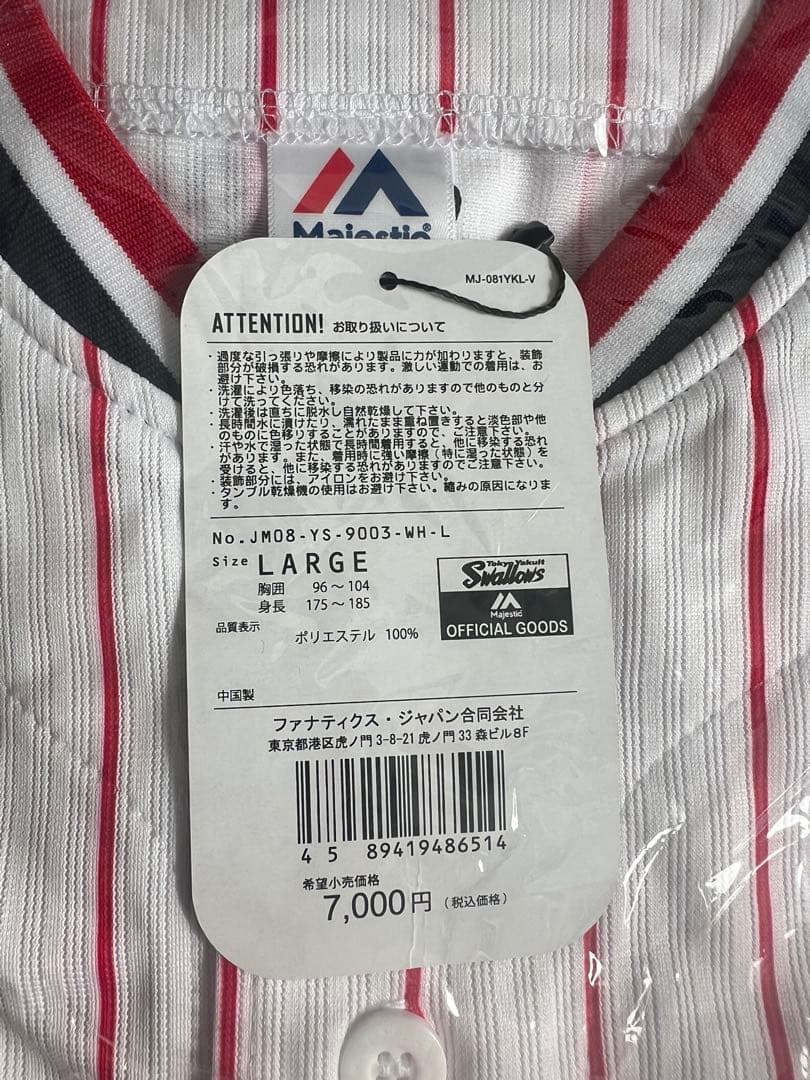 Majestic
MJ-081YKL-V
ATTENTION! お取り扱いについて
・過度な引っ張りや摩擦により製品に力が加わりますと、装飾
部分が破損する恐れがあります。激しい運動での着用は、お
避け下さい。
・洗濯により色落ち、移染の恐れがありますので他のものと分
けて洗ってください。
・洗濯後は直ちに脱水し自然乾燥して下さい。
・長時間水に漬けたり、濡れたまま重ね置きすると淡色部や他
のものに色移りすることがありますので、ご注意下さい。
・汗や水で湿った状態で長時間着用すると、他に移染する恐れ
があります。また、着用時に強い摩擦（特に湿った状態）を
受けると、他に移染する恐れがありますのでご注意下さい。
・装飾部分には、アイロンをお避け下さい。
・タンブル乾燥機の使用はお避け下さい。縮みの原因になりま
す。
No.JM08-YS-9003-WH-L
Size LARGE
胸囲 96～104
身長 175～185
品質表示
ポリエステル 100%
Tokyo Yakult
Swallows
Majestic
OFFICIAL GOODS
中国製
ファナティクス・ジャパン合同会社
東京都港区虎ノ門 3-8-21 虎ノ門 33 森ビル8F
4 5 89419486514
希望小売価格
7,000円（税込価格）